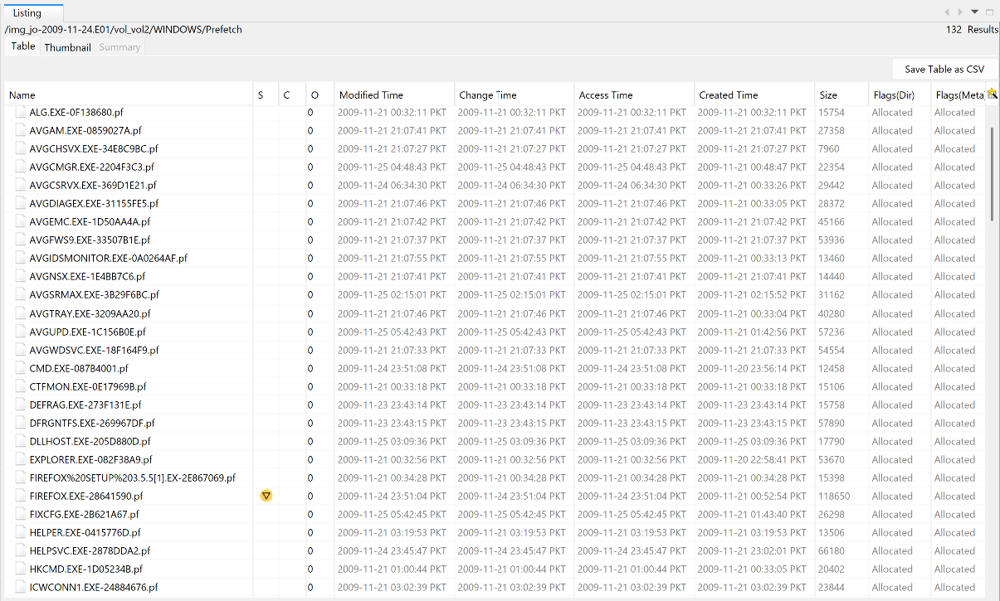 Listing
/img_jo-2009-11-24.E01/vol_vol2/WINDOWS/Prefetch 132 Results
Table Thumbnail Summary
Save Table as CSV
Name S C O Modified Time Change Time Access Time Created Time Size Flags(Dir) Flags(Meta
ALG.EXE-0F138680.pf 0 2009-11-21 00:32:11 PKT 2009-11-21 00:32:11 PKT 2009-11-21 00:32:11 PKT 2009-11-21 00:32:11 PKT 15754 Allocated Allocated
AVGAM.EXE-0859027A.pf 0 2009-11-21 21:07:41 PKT 2009-11-21 21:07:41 PKT 2009-11-21 21:07:41 PKT 2009-11-21 21:07:41 PKT 27358 Allocated Allocated
AVGCHSVX.EXE-34E8C9BC.pf 0 2009-11-21 21:07:27 PKT 2009-11-21 21:07:27 PKT 2009-11-21 21:07:27 PKT 2009-11-21 21:07:27 PKT 7960 Allocated Allocated
AVGCMGR.EXE-2204F3C3.pf 0 2009-11-25 04:48:43 PKT 2009-11-25 04:48:43 PKT 2009-11-25 04:48:43 PKT 2009-11-21 00:48:47 PKT 22354 Allocated Allocated
AVGCSRVX.EXE-369D1E21.pf 0 2009-11-24 06:34:30 PKT 2009-11-24 06:34:30 PKT 2009-11-24 06:34:30 PKT 2009-11-21 00:33:26 PKT 29442 Allocated Allocated
AVGDIAGEX.EXE-31155FE5.pf 0 2009-11-21 21:07:46 PKT 2009-11-21 21:07:46 PKT 2009-11-21 21:07:46 PKT 2009-11-21 00:33:05 PKT 28372 Allocated Allocated
AVGEMC.EXE-1D50AA4A.pf 0 2009-11-21 21:07:42 PKT 2009-11-21 21:07:42 PKT 2009-11-21 21:07:42 PKT 2009-11-21 21:07:42 PKT 45166 Allocated Allocated
AVGFWS9.EXE-33507B1E.pf 0 2009-11-21 21:07:37 PKT 2009-11-21 21:07:37 PKT 2009-11-21 21:07:37 PKT 2009-11-21 21:07:37 PKT 53936 Allocated Allocated
AVGIDSMONITOR.EXE-0A0264AF.pf 0 2009-11-21 21:07:55 PKT 2009-11-21 21:07:55 PKT 2009-11-21 21:07:55 PKT 2009-11-21 00:33:13 PKT 13460 Allocated Allocated
AVGNSX.EXE-1E4BB7C6.pf 0 2009-11-21 21:07:41 PKT 2009-11-21 21:07:41 PKT 2009-11-21 21:07:41 PKT 2009-11-21 21:07:41 PKT 14440 Allocated Allocated
AVGSRMAX.EXE-3B29F6BC.pf 0 2009-11-25 02:15:01 PKT 2009-11-25 02:15:01 PKT 2009-11-25 02:15:01 PKT 2009-11-21 02:15:52 PKT 31162 Allocated Allocated
AVGTRAY.EXE-3209AA20.pf 0 2009-11-21 21:07:46 PKT 2009-11-21 21:07:46 PKT 2009-11-21 21:07:46 PKT 2009-11-21 00:33:04 PKT 40280 Allocated Allocated
AVGUPD.EXE-1C156B0E.pf 0 2009-11-25 05:42:43 PKT 2009-11-25 05:42:43 PKT 2009-11-25 05:42:43 PKT 2009-11-21 01:42:56 PKT 57236 Allocated Allocated
AVGWDSVC.EXE-18F164F9.pf 0 2009-11-21 21:07:33 PKT 2009-11-21 21:07:33 PKT 2009-11-21 21:07:33 PKT 2009-11-21 21:07:33 PKT 54554 Allocated Allocated
CMD.EXE-087B4001.pf 0 2009-11-24 23:51:08 PKT 2009-11-24 23:51:08 PKT 2009-11-24 23:51:08 PKT 2009-11-20 23:56:14 PKT 12458 Allocated Allocated
CTFMON.EXE-0E17969B.pf 0 2009-11-21 00:33:18 PKT 2009-11-21 00:33:18 PKT 2009-11-21 00:33:18 PKT 2009-11-21 00:33:18 PKT 15106 Allocated Allocated
DEFRAG.EXE-273F131E.pf 0 2009-11-23 23:43:14 PKT 2009-11-23 23:43:14 PKT 2009-11-23 23:43:14 PKT 2009-11-23 23:43:14 PKT 15758 Allocated Allocated
DFRGNTFS.EXE-269967DF.pf 0 2009-11-23 23:43:15 PKT 2009-11-23 23:43:15 PKT 2009-11-23 23:43:15 PKT 2009-11-23 23:43:15 PKT 57890 Allocated Allocated
DLLHOST.EXE-205D880D.pf 0 2009-11-25 03:09:36 PKT 2009-11-25 03:09:36 PKT 2009-11-25 03:09:36 PKT 2009-11-25 03:09:36 PKT 17790 Allocated Allocated
EXPLORER.EXE-082F38A9.pf 0 2009-11-21 00:32:56 PKT 2009-11-21 00:32:56 PKT 2009-11-21 00:32:56 PKT 2009-11-20 22:58:41 PKT 53670 Allocated Allocated
FIREFOX%20SETUP%203.5.5[1].EX-2E867069.pf 0 2009-11-21 00:34:28 PKT 2009-11-21 00:34:28 PKT 2009-11-21 00:34:28 PKT 2009-11-21 00:34:28 PKT 15398 Allocated Allocated
FIREFOX.EXE-28641590.pf 0 2009-11-24 23:51:04 PKT 2009-11-24 23:51:04 PKT 2009-11-24 23:51:04 PKT 2009-11-21 00:52:54 PKT 118650 Allocated Allocated
FIXCFG.EXE-2B621A67.pf 0 2009-11-25 05:42:45 PKT 2009-11-25 05:42:45 PKT 2009-11-25 05:42:45 PKT 2009-11-21 01:43:40 PKT 26298 Allocated Allocated
HELPER.EXE-0415776D.pf 0 2009-11-21 03:19:53 PKT 2009-11-21 03:19:53 PKT 2009-11-21 03:19:53 PKT 2009-11-21 03:19:53 PKT 13506 Allocated Allocated
HELPSVC.EXE-2878DDA2.pf 0 2009-11-24 23:45:47 PKT 2009-11-24 23:45:47 PKT 2009-11-24 23:45:47 PKT 2009-11-21 23:02:01 PKT 66180 Allocated Allocated
HKCMD.EXE-1D05234B.pf 0 2009-11-21 01:00:44 PKT 2009-11-21 01:00:44 PKT 2009-11-21 01:00:44 PKT 2009-11-21 00:33:05 PKT 20402 Allocated Allocated
ICWCONN1.EXE-24884676.pf 0 2009-11-21 03:02:39 PKT 2009-11-21 03:02:39 PKT 2009-11-21 03:02:39 PKT 2009-11-21 03:02:39 PKT 23844 Allocated Allocated